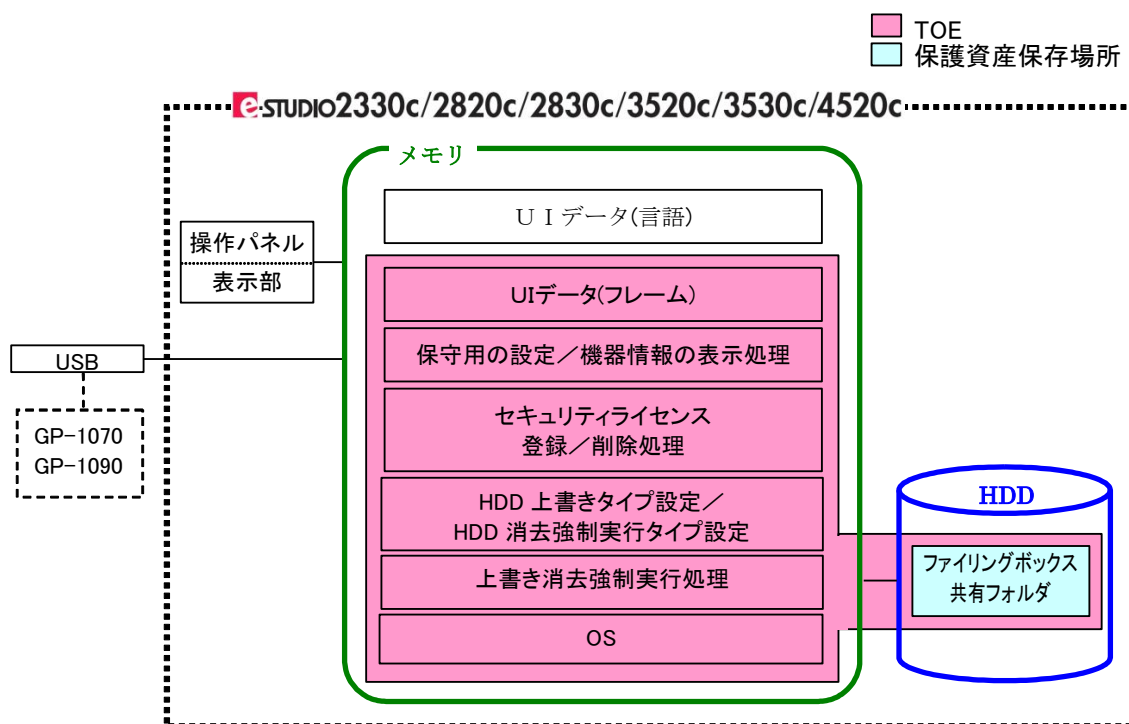 TOE
保護資産保存場所
e-STUDIO2330c/2820c/2830c/3520c/3530c/4520c
メモリ
UIデータ(言語)
操作パネル
表示部
UIデータ(フレーム)
USB
保守用の設定／機器情報の表示処理
GP-1070
GP-1090
セキュリティライセンス
登録／削除処理
HDD 上書きタイプ設定／
HDD 消去強制実行タイプ設定
上書き消去強制実行処理
OS
HDD
ファイリングボックス
共有フォルダ